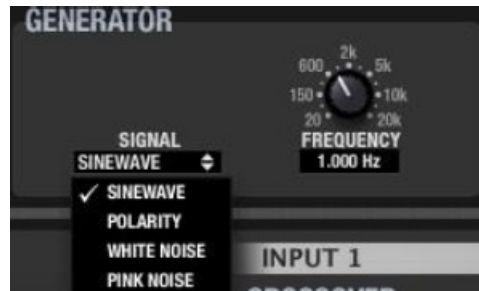 GENERATOR
2k
600 5k
150 10k
20 20k
SIGNAL FREQUENCY
SINEWAVE 1.000 Hz
✓ SINEWAVE
POLARITY
WHITE NOISE
PINK NOISE
INPUT 1
CROSSOVER